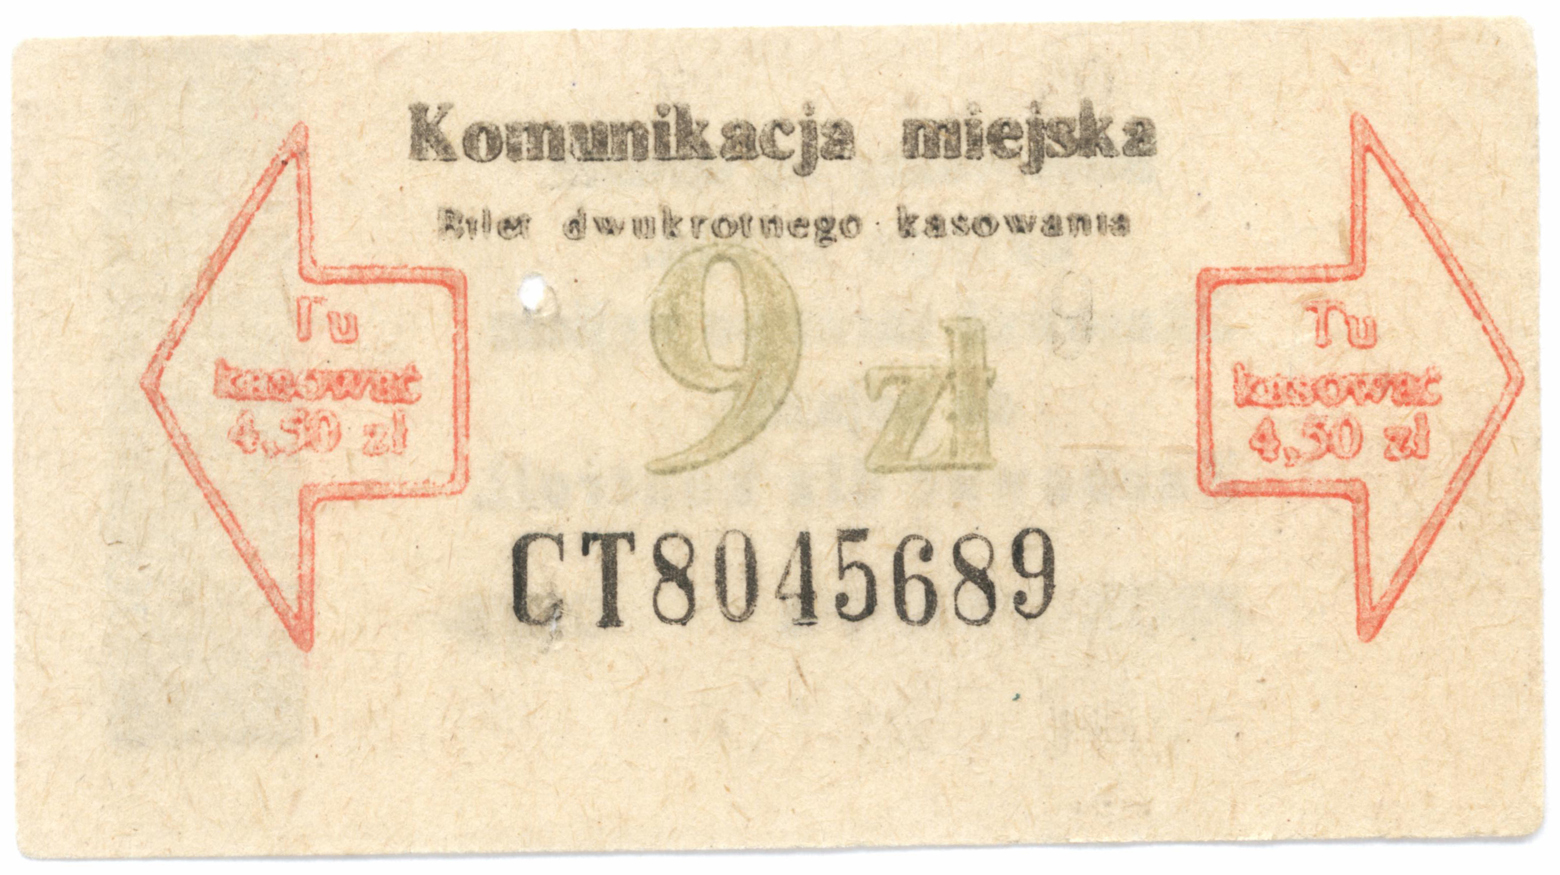 Komunikacja miejska
Bilet dwukrotnego kasowania
9 zł
Tu
kasować
4,50 zł
Tu
kasować
4,50 zł
CT8045689